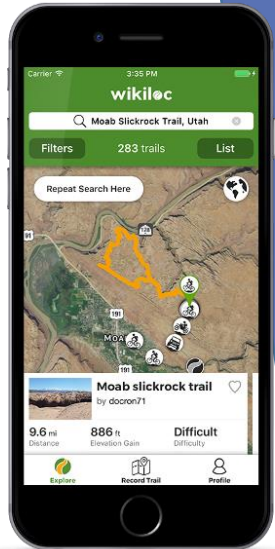 Carrier 3:35 PM
wikiloc
Moab Slickrock Trail, Utah
Filters 283 trails List
Repeat Search Here
128
191
191
MOA
Moab slickrock trail
by docron71
9.6 mi 886 ft Difficult
Distance Elevation Gain Difficulty
Explore Record Trail Profile